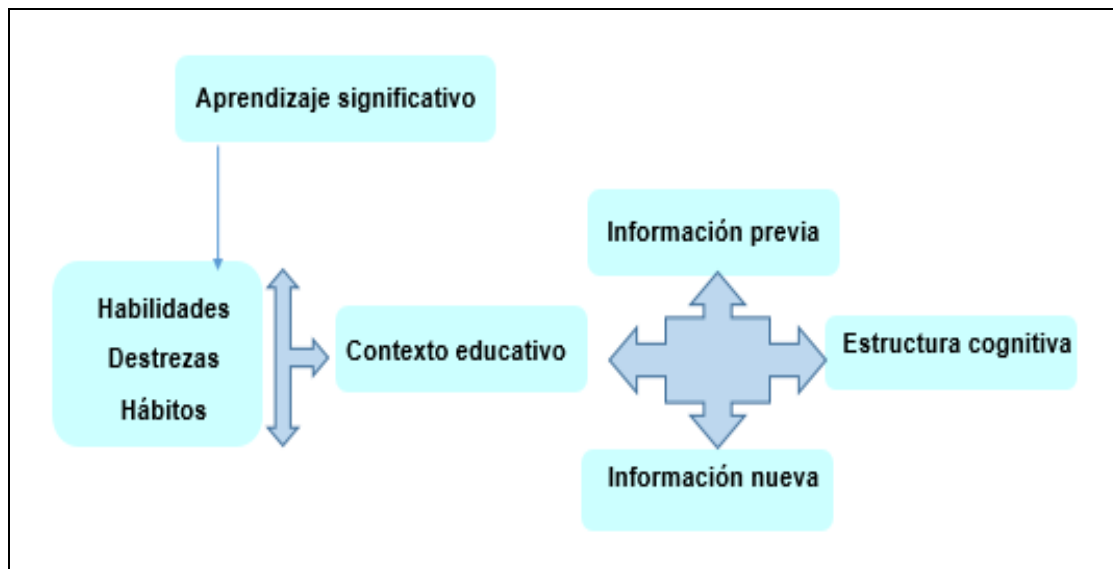 Aprendizaje significativo
Información previa
Habilidades
Destrezas
Hábitos
Contexto educativo
Estructura cognitiva
Información nueva